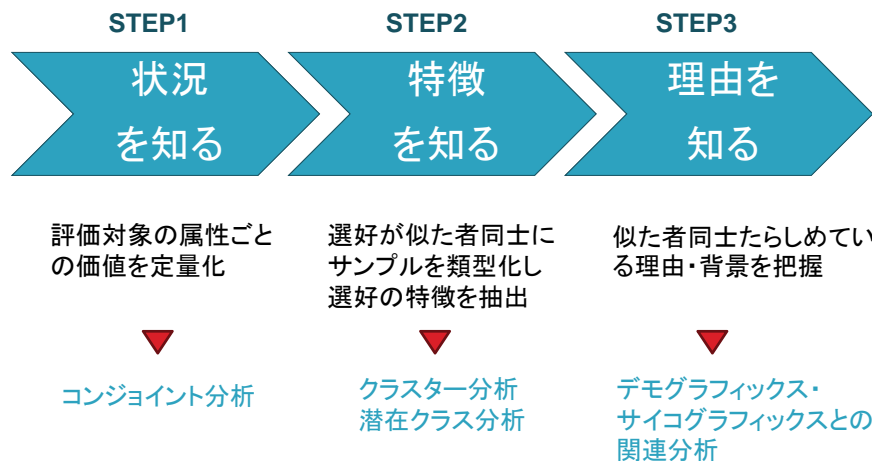 STEP1
STEP2
STEP3
状況
を知る
特徴
を知る
理由を
知る
評価対象の属性ごと
の価値を定量化
選好が似た者同士に
サンプルを類型化し
選好の特徴を抽出
似た者同士たらしめてい
る理由・背景を把握
コンジョイント分析
クラスター分析
潜在クラス分析
デモグラフィックス・
サイコグラフィックスとの
関連分析